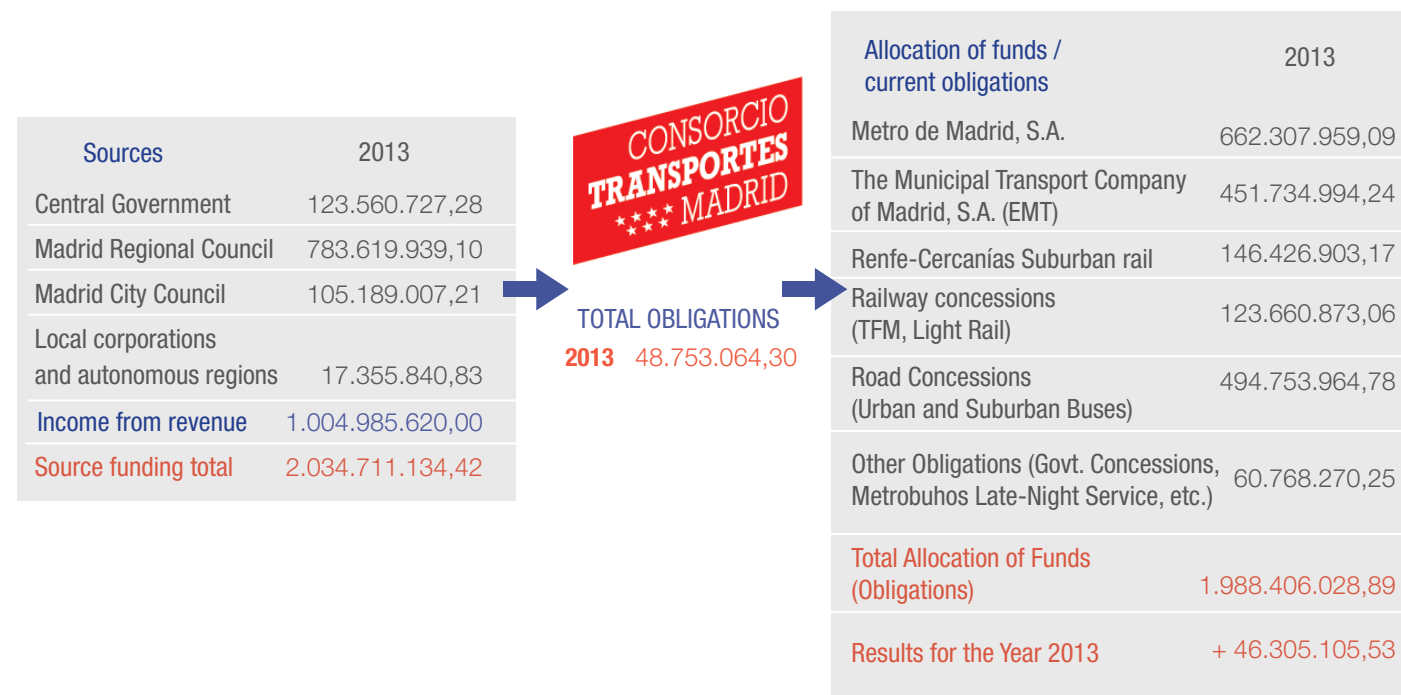 Sources 2013
Central Government 123.560.727,28
Madrid Regional Council 783.619.939,10
Madrid City Council 105.189.007,21
Local corporations
and autonomous regions 17.355.840,83
Income from revenue 1.004.985.620,00
Source funding total 2.034.711.134,42
CONSORCIO
TRANSPORTES
MADRID
TOTAL OBLIGATIONS
2013 48.753.064,30
Allocation of funds /
current obligations 2013
Metro de Madrid, S.A. 662.307.959,09
The Municipal Transport Company
of Madrid, S.A. (EMT) 451.734.994,24
Renfe-Cercanías Suburban rail 146.426.903,17
Railway concessions
(TFM, Light Rail) 123.660.873,06
Road Concessions
(Urban and Suburban Buses) 494.753.964,78
Other Obligations (Govt. Concessions,
Metrobuhos Late-Night Service, etc.) 60.768.270,25
Total Allocation of Funds
(Obligations) 1.988.406.028,89
Results for the Year 2013 + 46.305.105,53